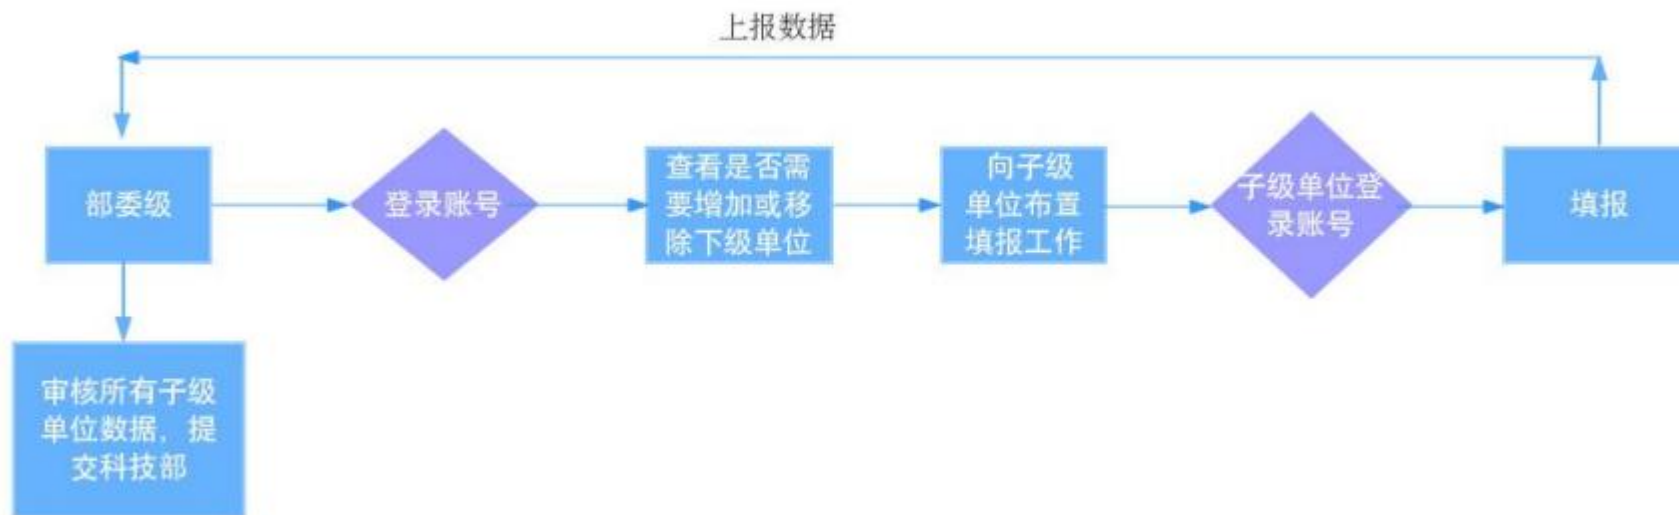 上报数据
部委级
登录账号
查看是否需
要增加或移
除下级单位
向子级
单位布置
填报工作
子级单位登
录账号
填报
审核所有子级
单位数据，提
交科技部